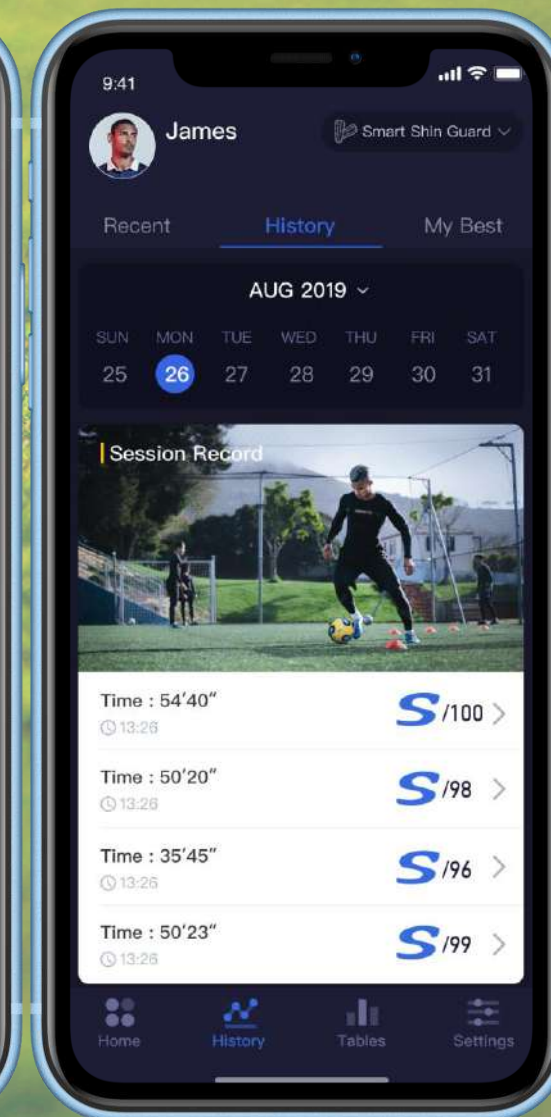 9:41
James
Smart Shin Guard
Recent History My Best
AUG 2019
SUN MON TUE WED THU FRI SAT
25 26 27 28 29 30 31
Session Record
Time : 54'40"
13:26
S/100
Time : 50'20"
13:26
S/98
Time : 35'45"
13:26
S/96
Time : 50'23"
13:26
S/99
Home History Tables Settings